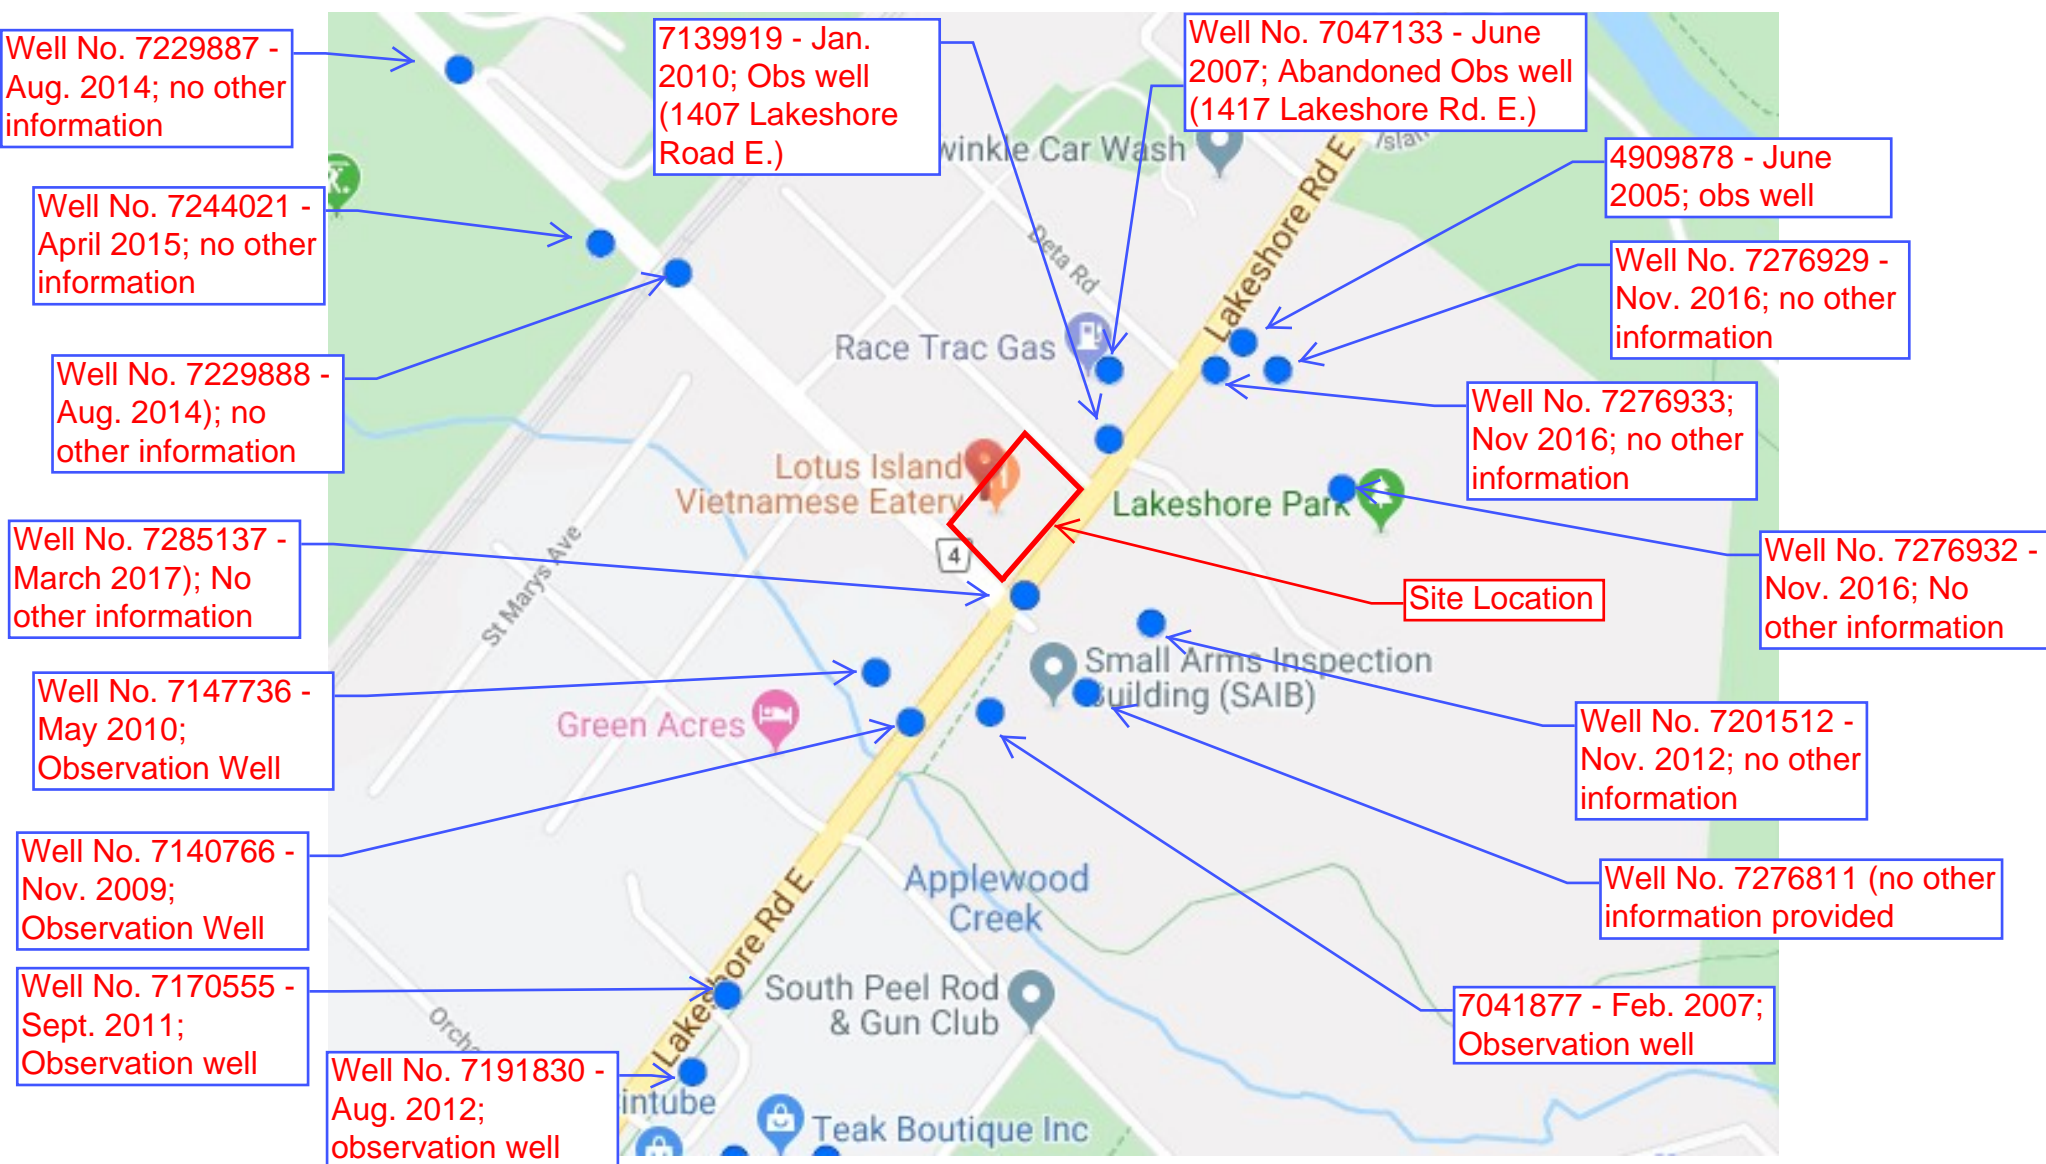 Well No. 7229887 -
Aug. 2014; no other
information
7139919 - Jan.
2010; Obs well
(1407 Lakeshore
Road E.)
Well No. 7047133 - June
2007; Abandoned Obs well
(1417 Lakeshore Rd. E.)
4909878 - June
2005; obs well
Well No. 7244021 -
April 2015; no other
information
Well No. 7276929 -
Nov. 2016; no other
information
Well No. 7229888 -
Aug. 2014); no
other information
Well No. 7276933;
Nov 2016; no other
information
Well No. 7285137 -
March 2017); No
other information
Well No. 7276932 -
Nov. 2016; No
other information
Site Location
Well No. 7147736 -
May 2010;
Observation Well
Well No. 7201512 -
Nov. 2012; no other
information
Well No. 7140766 -
Nov. 2009;
Observation Well
Well No. 7276811 (no other
information provided
Well No. 7170555 -
Sept. 2011;
Observation well
7041877 - Feb. 2007;
Observation well
Well No. 7191830 -
Aug. 2012;
observation well
winkle Car Wash
Deta Rd
Lakeshore Rd E
Race Trac Gas
Lotus Island
Vietnamese Eatery
Lakeshore Park
4
St Marys Ave
Small Arms Inspection
Building (SAIB)
Green Acres
Applewood
Creek
Lakeshore Rd E
South Peel Rod
& Gun Club
Orcha
intube
Teak Boutique Inc